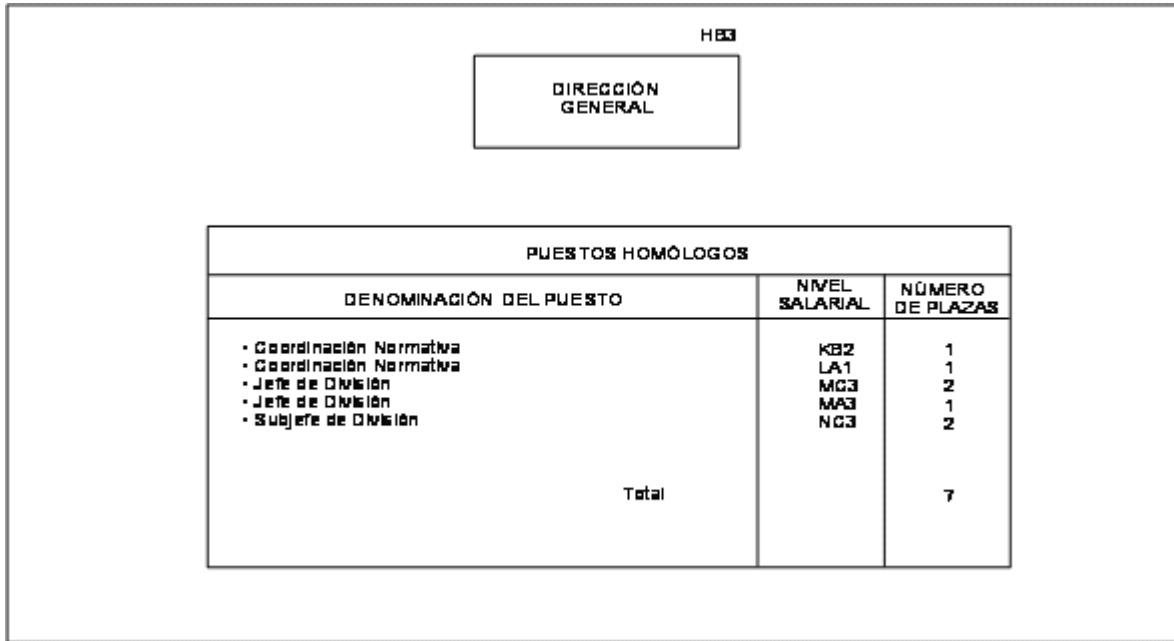 HB3
DIRECCIÓN
GENERAL
PUESTOS HOMÓLOGOS
DENOMINACIÓN DEL PUESTO
NIVEL
SALARIAL
NÚMERO
DE PLAZAS
• Coordinación Normativa KB2 1
• Coordinación Normativa LA1 1
• Jefe de División MC3 2
• Jefe de División MA3 1
• Subjefe de División NC3 2
Total 7